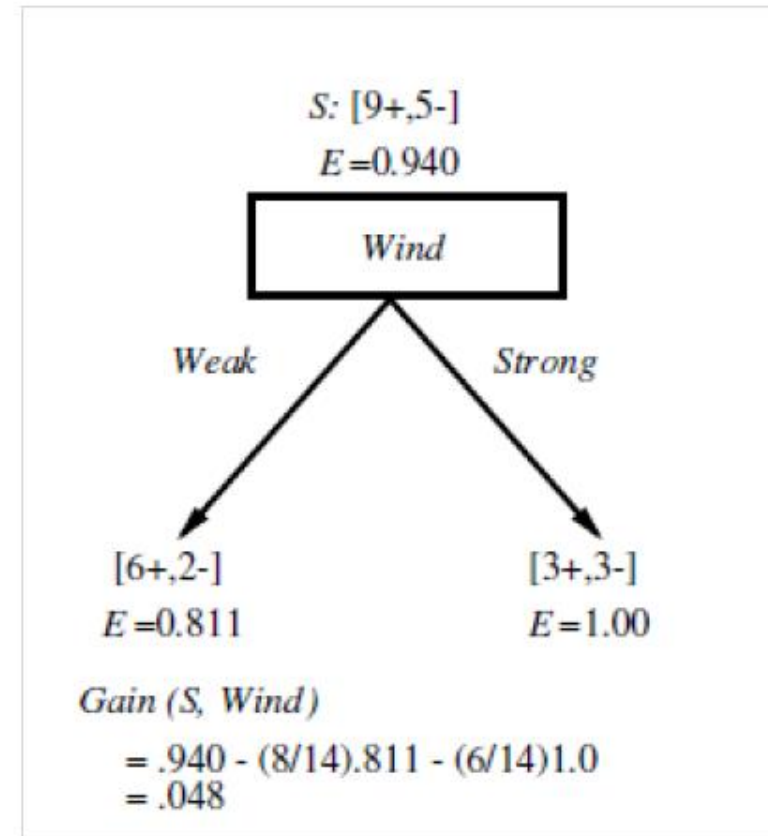 S: [9+,5-]
E=0.940
Wind
Weak Strong
[6+,2-] [3+,3-]
E=0.811 E=1.00
Gain (S, Wind)
= .940 - (8/14).811 - (6/14)1.0
= .048